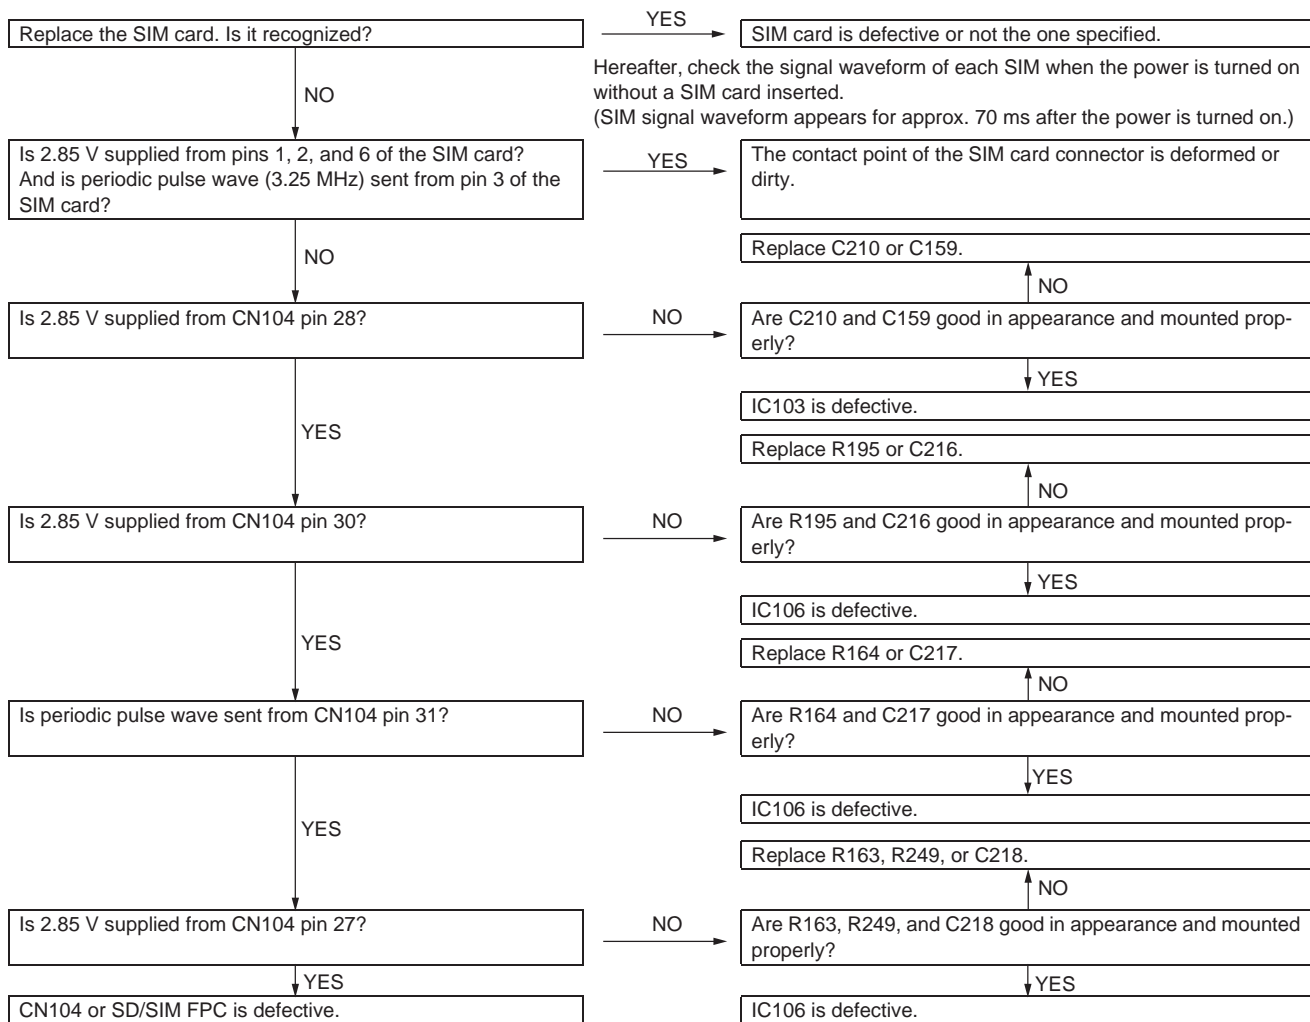 Replace the SIM card. Is it recognized?
YES
SIM card is defective or not the one specified.
Hereafter, check the signal waveform of each SIM when the power is turned on
without a SIM card inserted.
(SIM signal waveform appears for approx. 70 ms after the power is turned on.)
NO
Is 2.85 V supplied from pins 1, 2, and 6 of the SIM card?
And is periodic pulse wave (3.25 MHz) sent from pin 3 of the
SIM card?
YES
The contact point of the SIM card connector is deformed or
dirty.
NO
Replace C210 or C159.
NO
Is 2.85 V supplied from CN104 pin 28?
NO
Are C210 and C159 good in appearance and mounted prop-
erly?
YES
IC103 is defective.
YES
Replace R195 or C216.
NO
Is 2.85 V supplied from CN104 pin 30?
NO
Are R195 and C216 good in appearance and mounted prop-
erly?
YES
IC106 is defective.
YES
Replace R164 or C217.
NO
Is periodic pulse wave sent from CN104 pin 31?
NO
Are R164 and C217 good in appearance and mounted prop-
erly?
YES
IC106 is defective.
YES
Replace R163, R249, or C218.
NO
Is 2.85 V supplied from CN104 pin 27?
NO
Are R163, R249, and C218 good in appearance and mounted
properly?
YES
YES
CN104 or SD/SIM FPC is defective.
IC106 is defective.